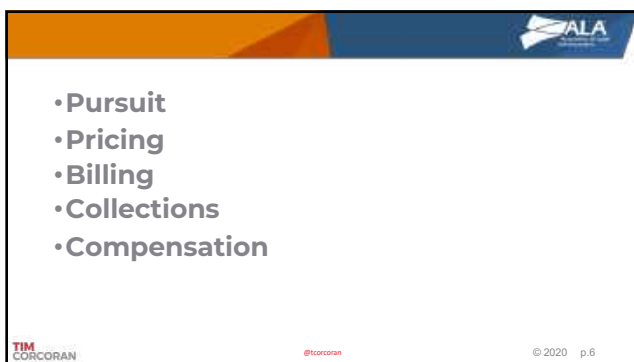 ALA
•Pursuit
•Pricing
•Billing
•Collections
•Compensation
TIM
CORCORAN
@tcorcoran
© 2020 p.6